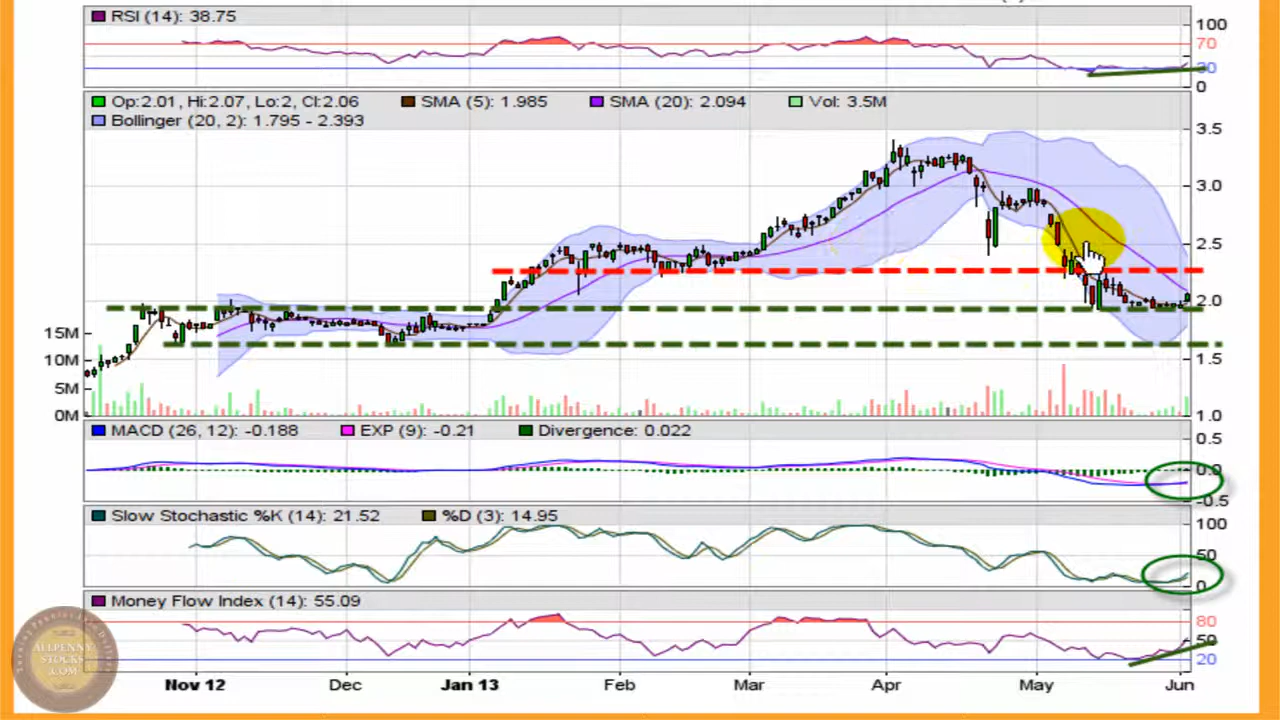 RSI (14): 38.75
100
70
30
0
Op:2.01, Hi:2.07, Lo:2, Cl:2.06 SMA (5): 1.985 SMA (20): 2.094 Vol: 3.5M
Bollinger (20, 2): 1.795 - 2.393
3.5
3.0
2.5
2.0
15M
1.5
10M
5M
0M
1.0
MACD (26, 12): -0.188 EXP (9): -0.21 Divergence: 0.022
0.5
0.0
-0.5
Slow Stochastic %K (14): 21.52 %D (3): 14.95
100
50
0
Money Flow Index (14): 55.09
80
50
20
ALLPENNY
STOCKS
.COM
Nov 12 Dec Jan 13 Feb Mar Apr May Jun